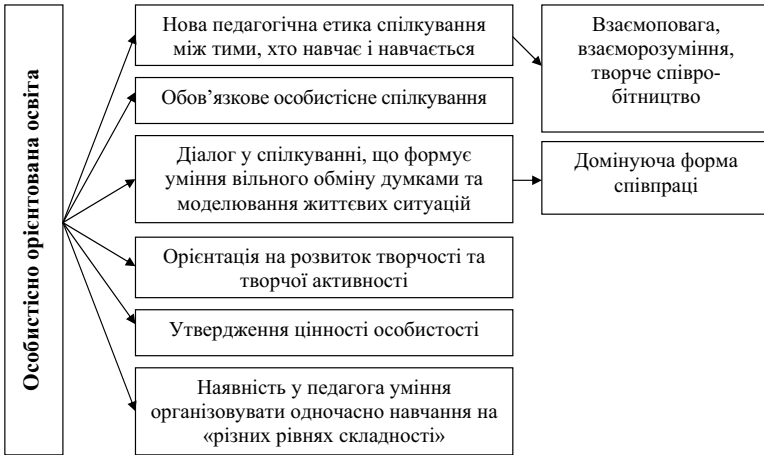 Особистісно орієнтована освіта
Нова педагогічна етика спілкування
між тими, хто навчає і навчається
Взаємоповага,
взаєморозуміння,
творче співро-
бітництво
Обов’язкове особистісне спілкування
Діалог у спілкуванні, що формує
уміння вільного обміну думками та
моделювання життєвих ситуацій
Домінуюча форма
співпраці
Орієнтація на розвиток творчості та
творчої активності
Утвердження цінності особистості
Наявність у педагога уміння
організовувати одночасно навчання на
«різних рівнях складності»